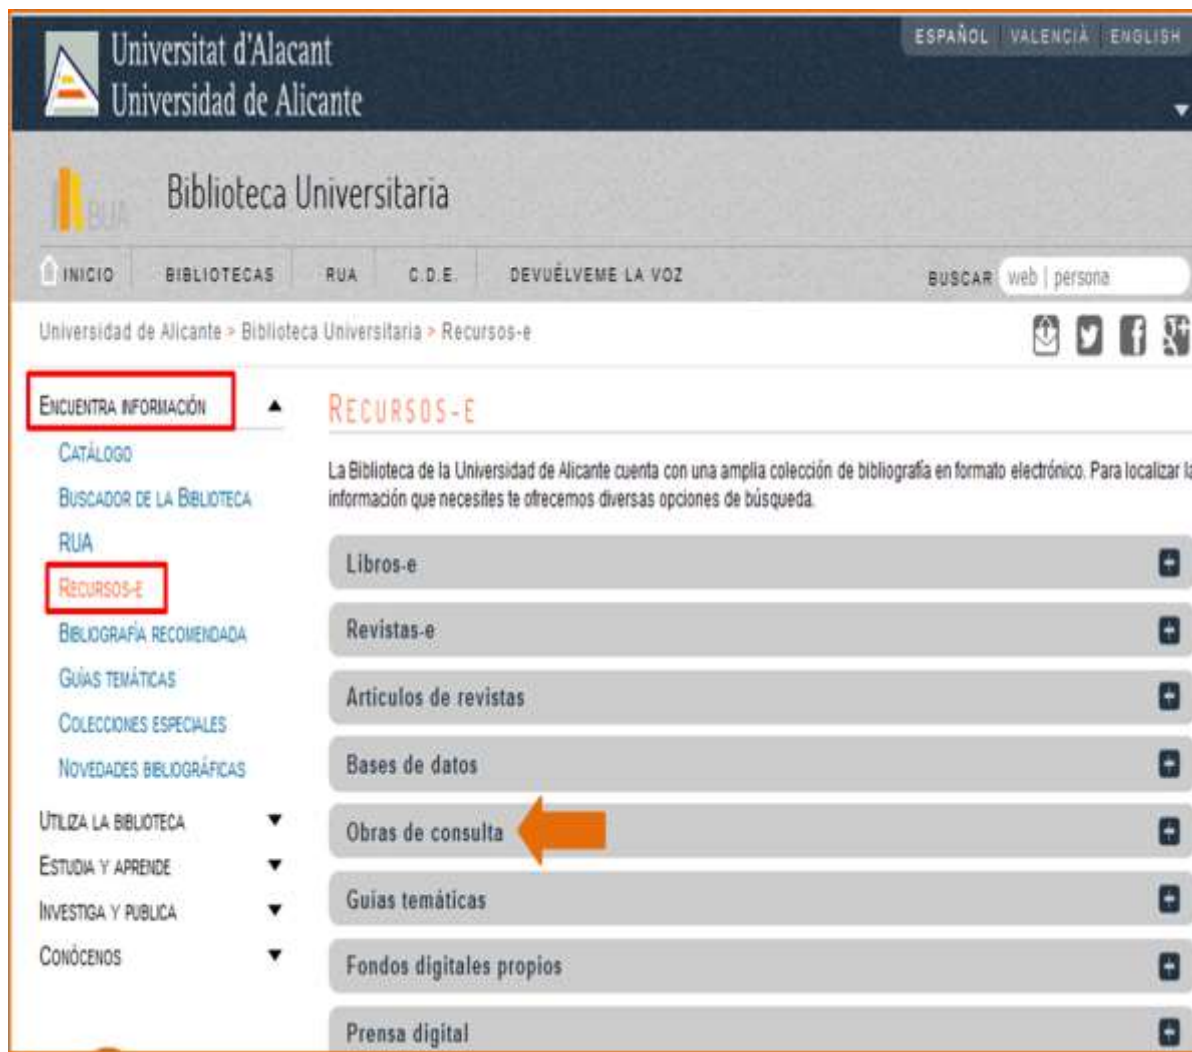 Universitat d'Alacant
Universidad de Alicante
ESPAÑOL VALENCIÀ ENGLISH
BUA
Biblioteca Universitaria
INICIO BIBLIOTECAS RUA C.D.E. DEVUÉLVEME LA VOZ BUSCAR web | persona
Universidad de Alicante > Biblioteca Universitaria > Recursos-e
ENCUENTRA INFORMACIÓN
CATÁLOGO
BUSCADOR DE LA BIBLIOTECA
RUA
RECURSOS-E
BIBLIOGRAFÍA RECOMENDADA
GUÍAS TEMÁTICAS
COLECCIONES ESPECIALES
NOVEDADES BIBLIOGRÁFICAS
UTILIZA LA BIBLIOTECA
ESTUDIA Y APRENDE
INVESTIGA Y PUBLICA
CONÓCENOS
RECURSOS-E
La Biblioteca de la Universidad de Alicante cuenta con una amplia colección de bibliografía en formato electrónico. Para localizar la
información que necesites te ofrecemos diversas opciones de búsqueda.
Libros-e
Revistas-e
Artículos de revistas
Bases de datos
Obras de consulta
Guías temáticas
Fondos digitales propios
Prensa digital